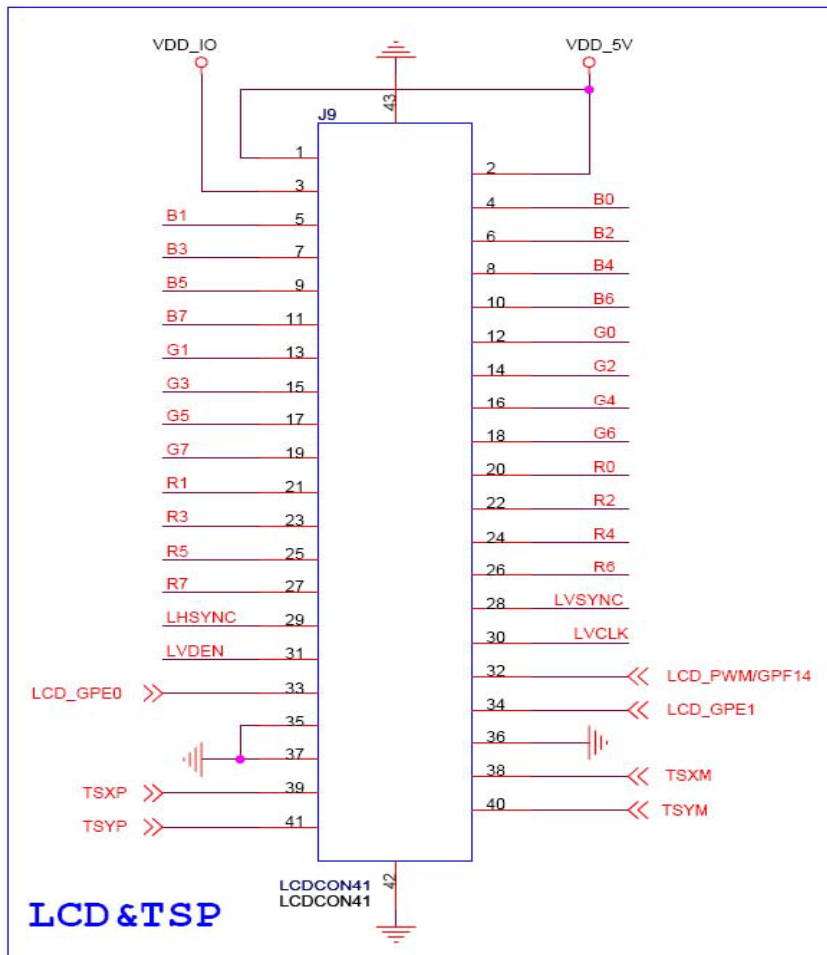 VDD_IO VDD_5V
43
J9
1
2
3
4 B0
B1 5
6 B2
B3 7
8 B4
B5 9
10 B6
B7 11
12 G0
G1 13
14 G2
G3 15
16 G4
G5 17
18 G6
G7 19
20 R0
R1 21
22 R2
R3 23
24 R4
R5 25
26 R6
R7 27
28 LVSYNC
LHSYNC 29
30 LVCLK
LVDEN 31
32 LCD_PWM/GPF14
LCD_GPE0 33
34 LCD_GPE1
35
36
37
38 TSXM
TSXP 39
40 TSYM
TSYP 41
42
LCDCON41
LCDCON41
LCD&TSP